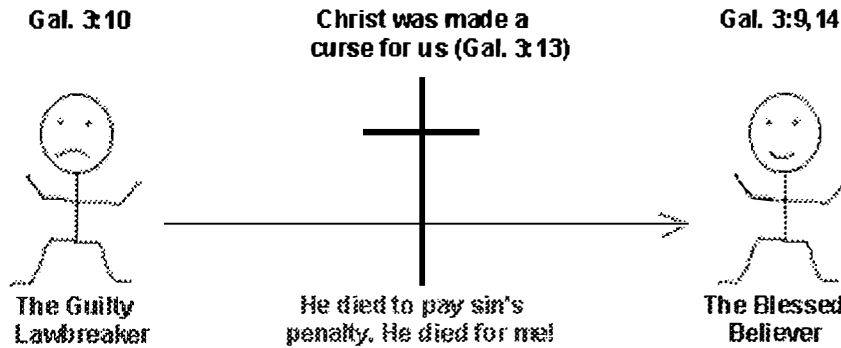 Gal. 3:10
Christ was made a
curse for us (Gal. 3:13)
Gal. 3:9,14
The Guilty
Lawbreaker
He died to pay sin's
penalty. He died for me!
The Blessed
Believer